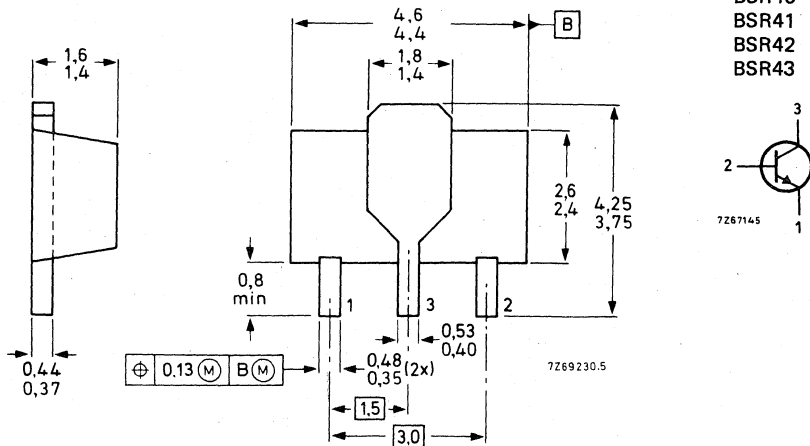 BSR41
BSR42
BSR43
4,6
4,4
B
1,6
1,4
1,8
1,4
3
2
1
7Z67145
2,6
2,4
4,25
3,75
0,8
min
1
3
2
0,53
0,40
0,44
0,37
⌖ 0,13 Ⓜ B Ⓜ
0,48
0,35 (2x)
7Z69230.5
1,5
3,0